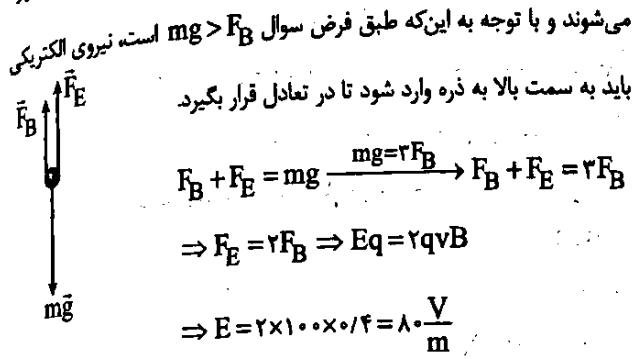 می‌شوند و با توجه به این‌که طبق فرض سوال mg > F_B است، نیروی الکتریکی
باید به سمت بالا به ذره وارد شود تا در تعادل قرار بگیرد.
F⃗_E
F⃗_B
F_B + F_E = mg —mg=۳F_B→ F_B + F_E = ۳F_B
⇒ F_E = ۲F_B ⇒ Eq = ۲qvB
mg⃗
⇒ E = ۲×۱۰۰×۰/۴ = ۸۰ V/m